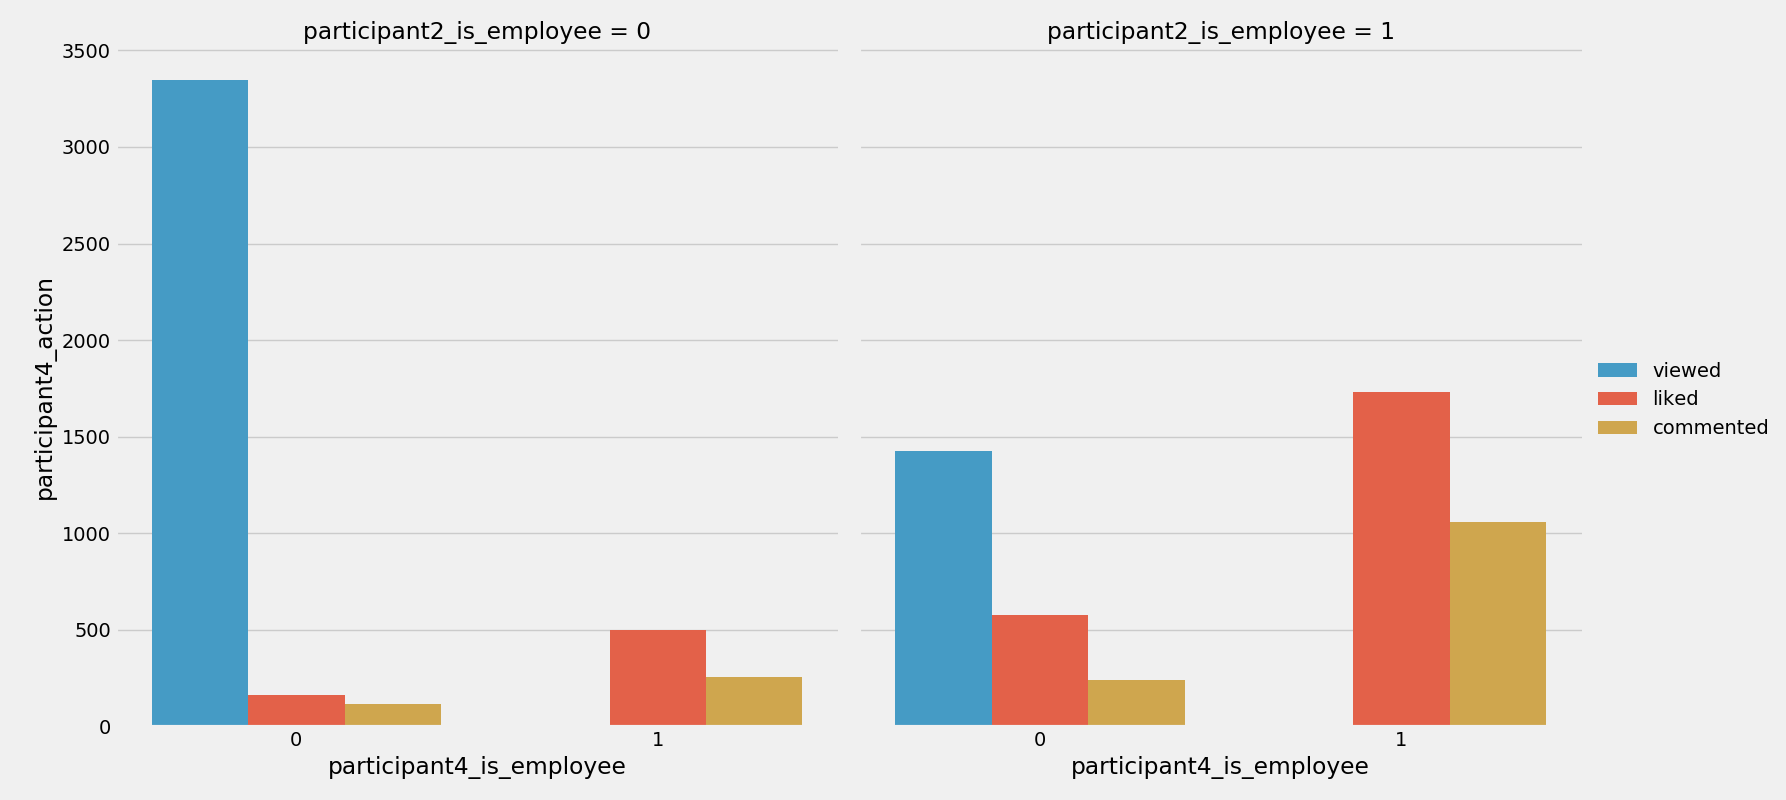 participant2_is_employee = 0
participant2_is_employee = 1
participant4_action
3500
3000
2500
2000
1500
1000
500
0
0
1
0
1
participant4_is_employee
participant4_is_employee
viewed
liked
commented